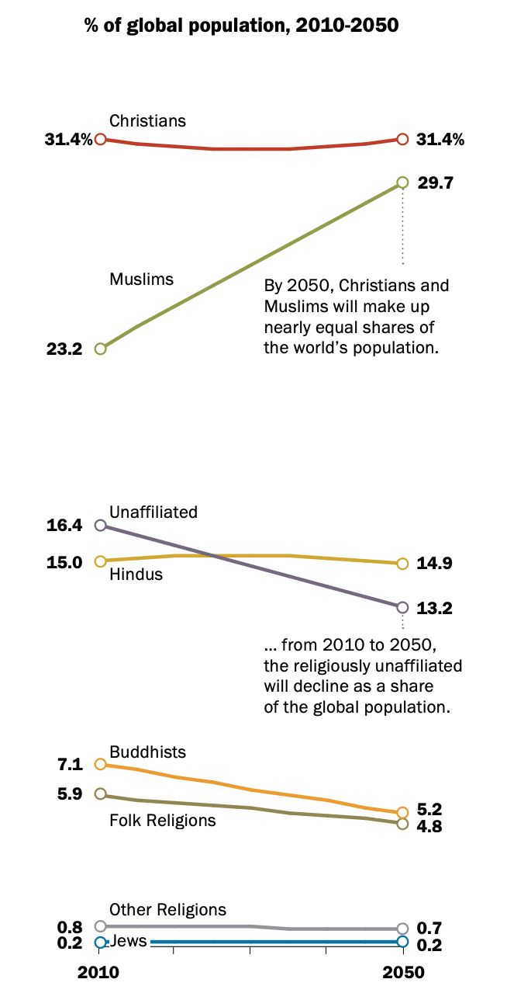 % of global population, 2010-2050
Christians
31.4%
31.4%
29.7
Muslims
By 2050, Christians and
Muslims will make up
nearly equal shares of
the world’s population.
23.2
Unaffiliated
16.4
15.0
14.9
Hindus
13.2
... from 2010 to 2050,
the religiously unaffiliated
will decline as a share
of the global population.
Buddhists
7.1
5.9
5.2
Folk Religions
4.8
Other Religions
0.8
0.7
0.2
Jews
0.2
2010
2050